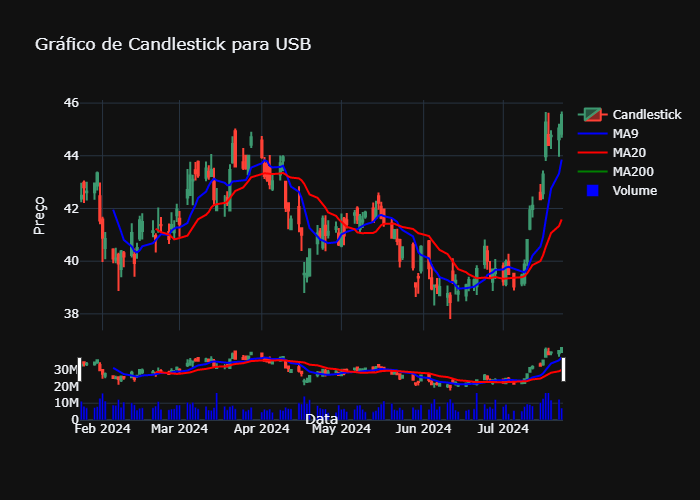 Gráfico de Candlestick para USB
46
44
42
40
38
Preço
Candlestick
MA9
MA20
MA200
Volume
30M
20M
10M
0
Feb 2024
Mar 2024
Apr 2024
May 2024
Jun 2024
Jul 2024
Data